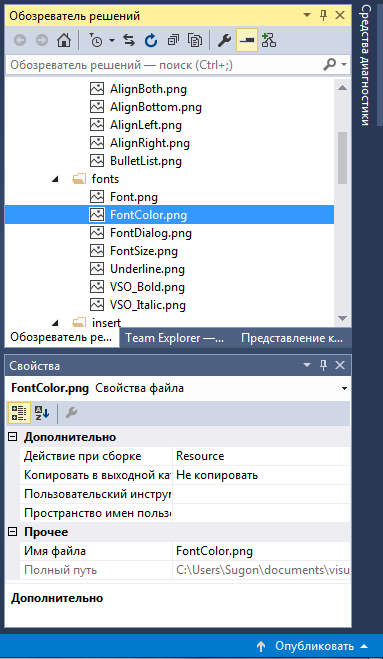 Обозреватель решений
Обозреватель решений — поиск (Ctrl+;)
AlignBoth.png
AlignBottom.png
AlignLeft.png
AlignRight.png
BulletList.png
fonts
Font.png
FontColor.png
FontDialog.png
FontSize.png
Underline.png
VSO_Bold.png
VSO_Italic.png
insert
Обозреватель ре... Team Explorer —... Представление к...
Средства диагностики
Свойства
FontColor.png Свойства файла
Дополнительно
Действие при сборке Resource
Копировать в выходной кат Не копировать
Пользовательский инструм
Пространство имен пользо
Прочее
Имя файла FontColor.png
Полный путь C:\Users\Sugon\documents\visu
Дополнительно
Опубликовать